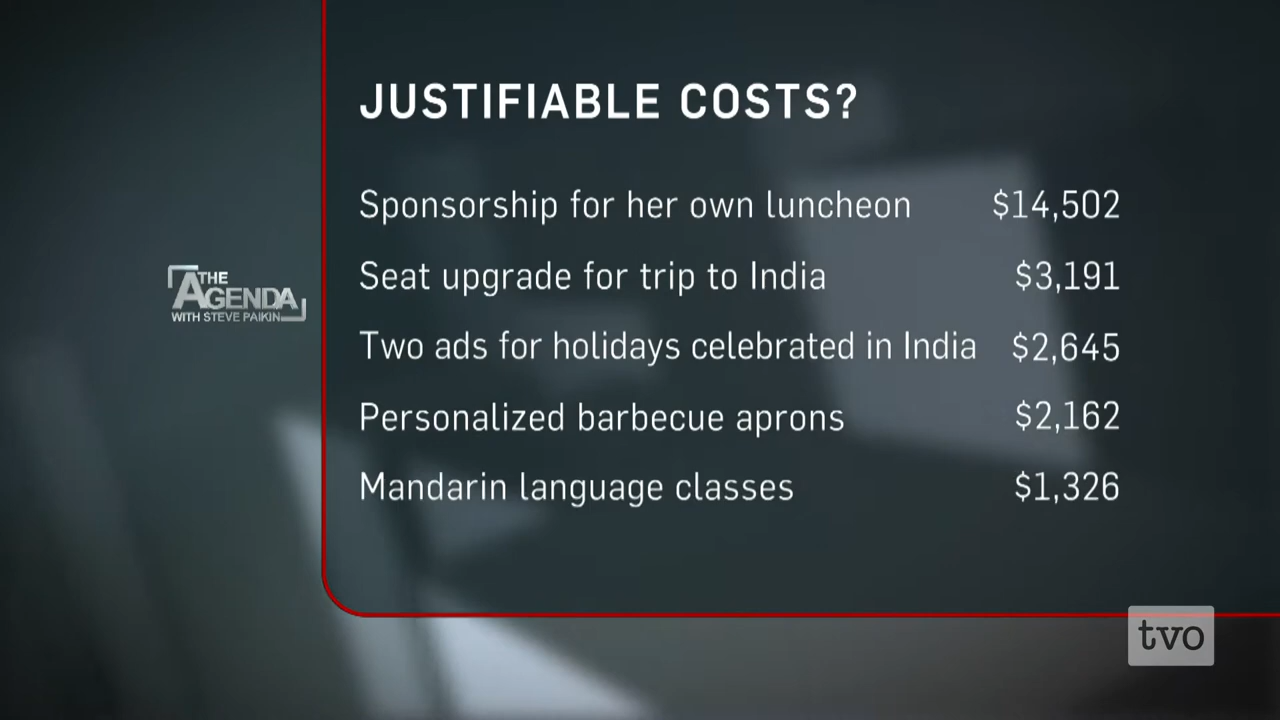 JUSTIFIABLE COSTS?
Sponsorship for her own luncheon $14,502
Seat upgrade for trip to India $3,191
Two ads for holidays celebrated in India $2,645
Personalized barbecue aprons $2,162
Mandarin language classes $1,326
THE
AGENDA
WITH STEVE PAIKIN
tvo